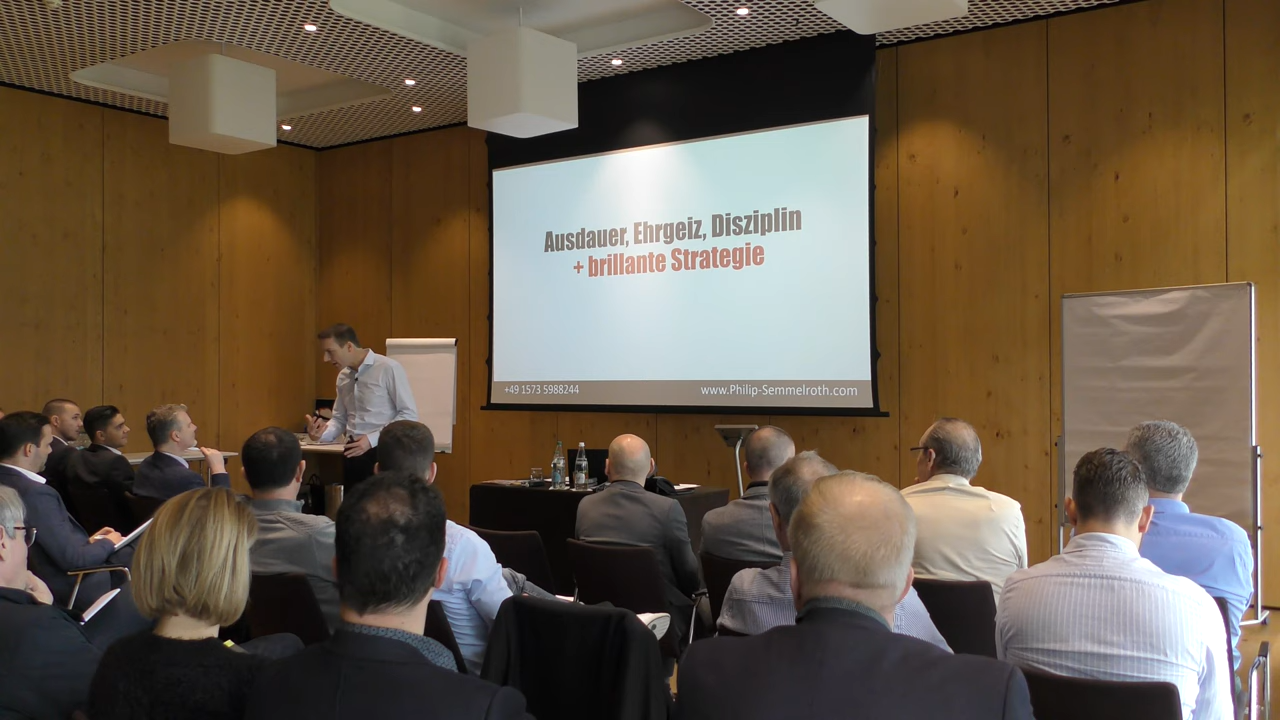 Ausdauer, Ehrgeiz, Disziplin
+ brillante Strategie
+49 1573 5988244
www.Philip-Semmelroth.com